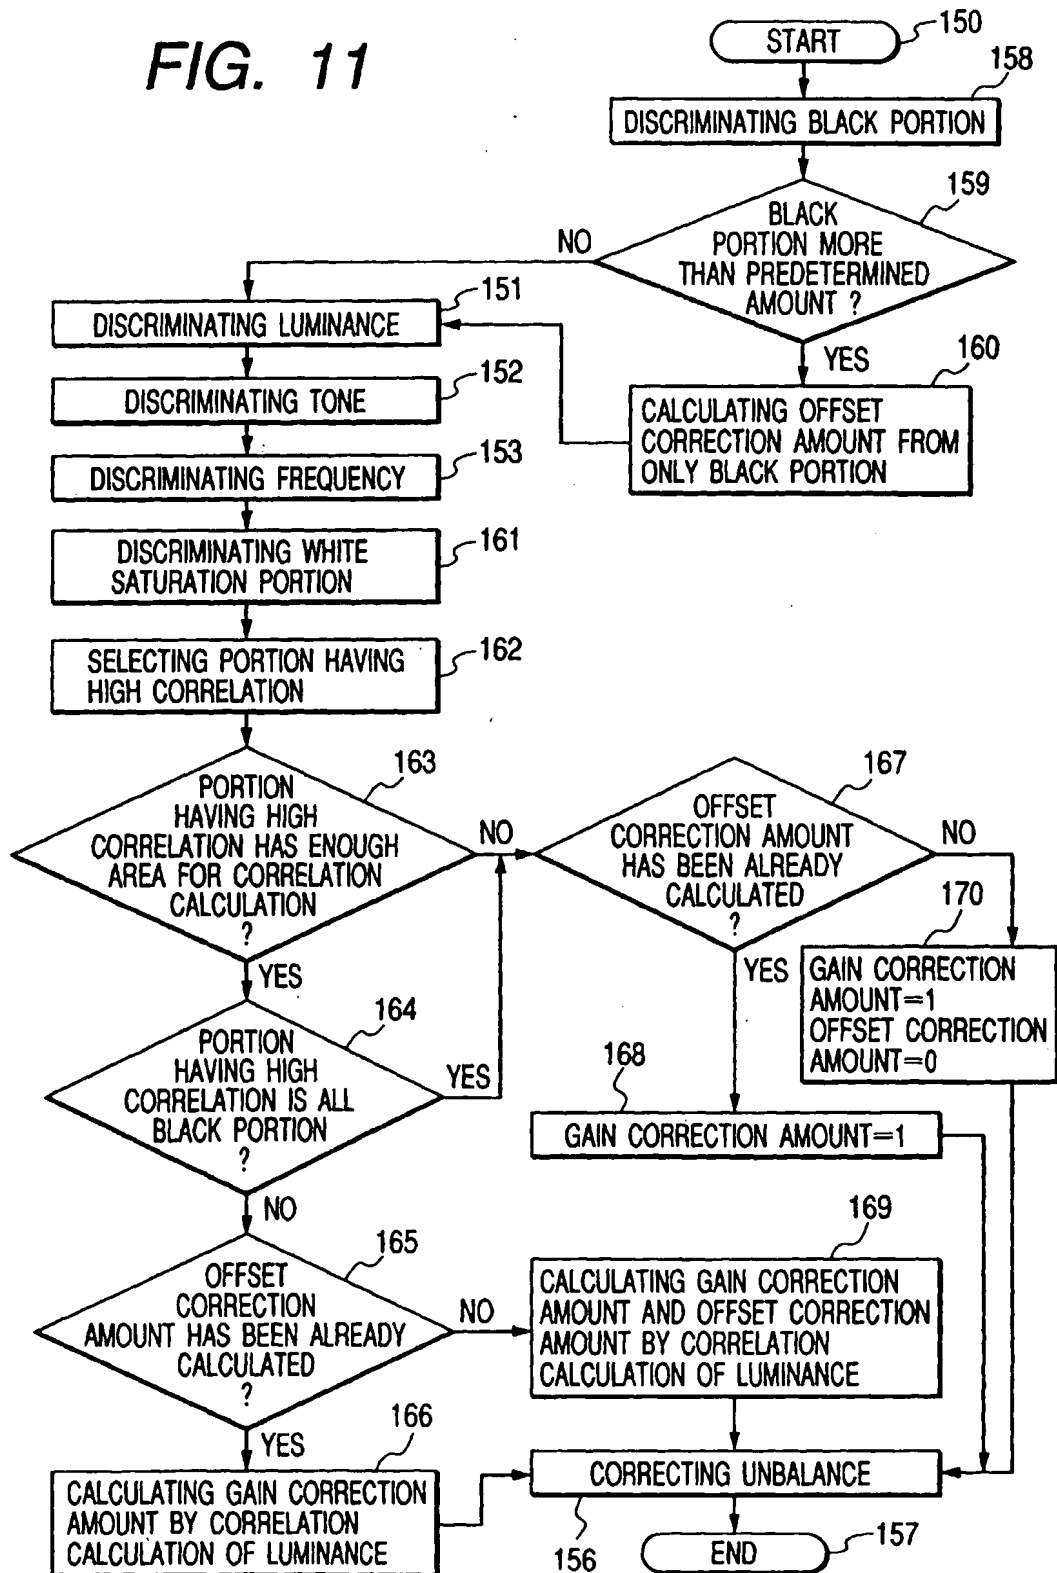 FIG. 11
START
150
158
DISCRIMINATING BLACK PORTION
159
BLACK
PORTION MORE
THAN PREDETERMINED
AMOUNT ?
NO
YES
160
CALCULATING OFFSET
CORRECTION AMOUNT FROM
ONLY BLACK PORTION
151
DISCRIMINATING LUMINANCE
152
DISCRIMINATING TONE
153
DISCRIMINATING FREQUENCY
161
DISCRIMINATING WHITE
SATURATION PORTION
162
SELECTING PORTION HAVING
HIGH CORRELATION
163
PORTION
HAVING HIGH
CORRELATION HAS ENOUGH
AREA FOR CORRELATION
CALCULATION
?
NO
YES
164
PORTION
HAVING HIGH
CORRELATION IS ALL
BLACK PORTION
?
YES
NO
167
OFFSET
CORRECTION AMOUNT
HAS BEEN ALREADY
CALCULATED
?
NO
YES
170
GAIN CORRECTION
AMOUNT=1
OFFSET CORRECTION
AMOUNT=0
168
GAIN CORRECTION AMOUNT=1
165
OFFSET
CORRECTION
AMOUNT HAS BEEN ALREADY
CALCULATED
?
NO
YES
169
CALCULATING GAIN CORRECTION
AMOUNT AND OFFSET CORRECTION
AMOUNT BY CORRELATION
CALCULATION OF LUMINANCE
166
CALCULATING GAIN CORRECTION
AMOUNT BY CORRELATION
CALCULATION OF LUMINANCE
CORRECTING UNBALANCE
156
END
157